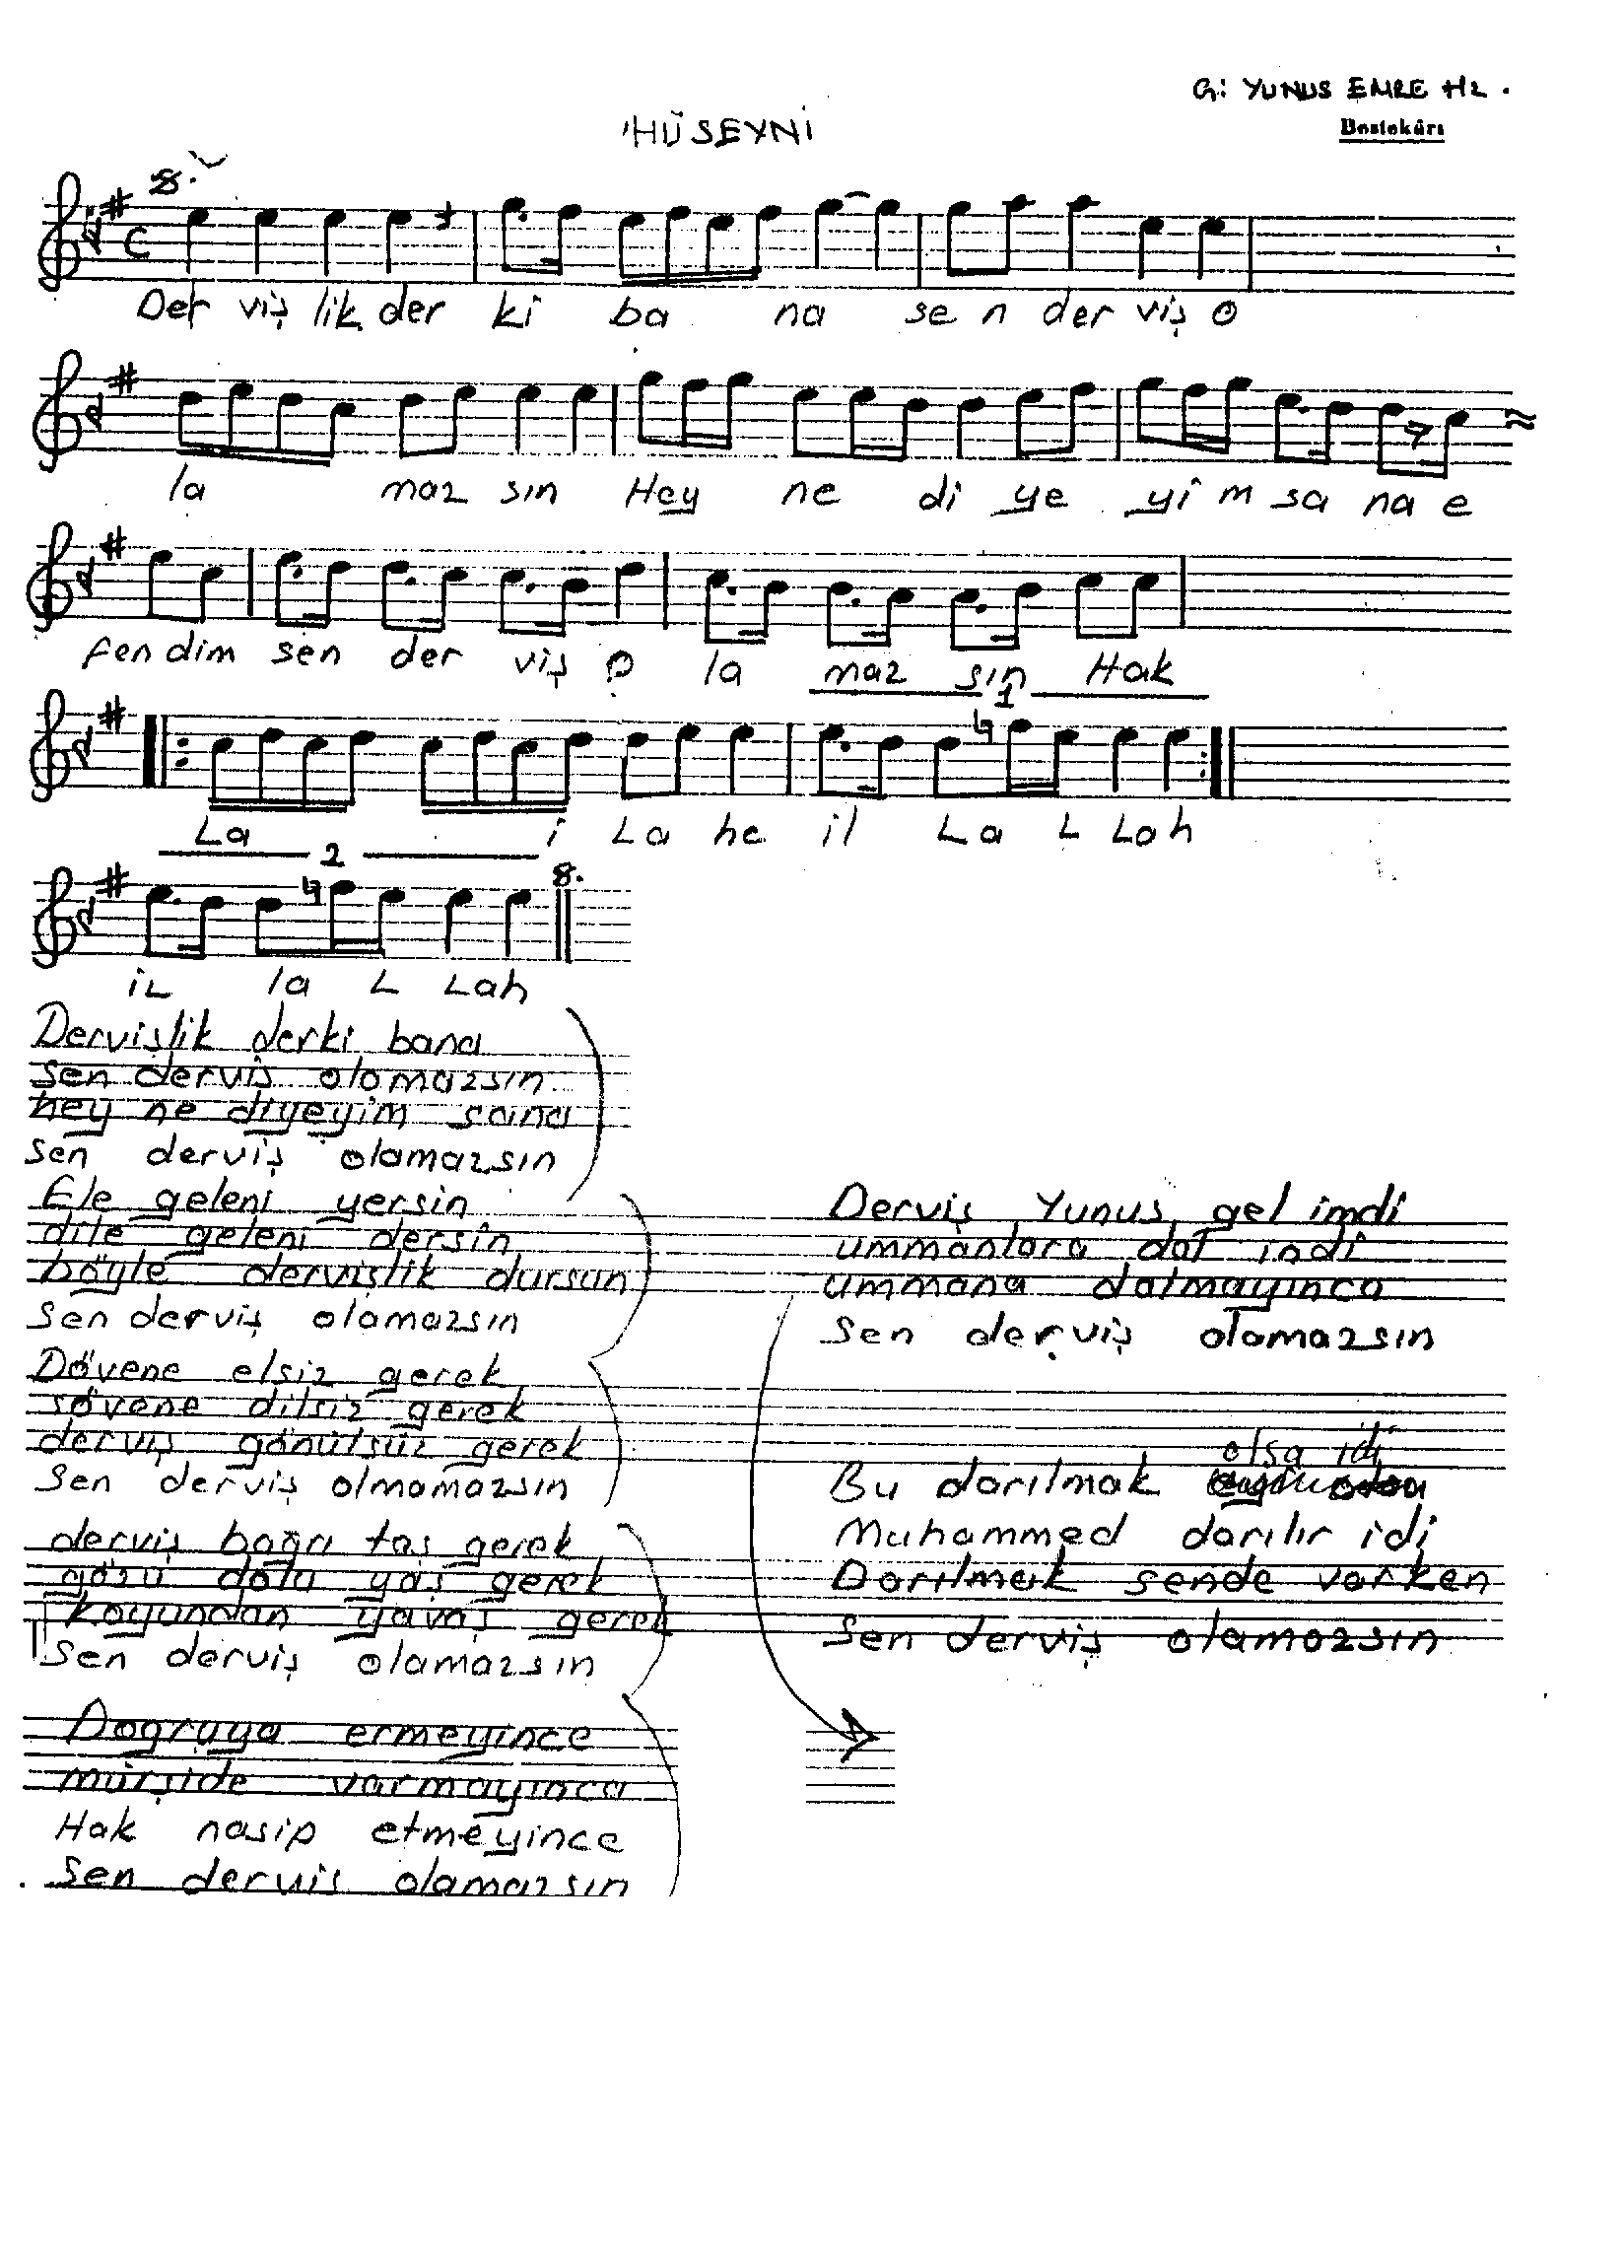 G: YUNUS EMRE Hz.
HÜSEYNİ
Bestekârı
Der viş lik der ki ba na se n der viş o
la maz sın Hey ne di ye yi m sa na e
fen dim sen der viş o la maz sın Hak
1
La i La he il La L Lah
2
iL la L Lah
Dervişlik derki bana
sen derviş olamazsın
hey ne diyeyim sana
sen derviş olamazsın
Ele geleni yersin
dile geleni dersin
böyle dervişlik dursun
Sen derviş olamazsın
Dövene elsiz gerek
sövene dilsiz gerek
derviş gönülsüz gerek
Sen derviş olmamazsın
derviş bağrı taş gerek
gözü dolu yaş gerek
koyundan yavaş gerek
Sen derviş olamazsın
Doğruya ermeyince
mürşide varmayınca
Hak nasip etmeyince
Sen derviş olamazsın
Derviş Yunus gel imdi
ummanlara dal indi
ummana dalmayınca
Sen derviş olamazsın
olsa idi
Bu darılmak
Muhammed darılır idi
Darılmak sende varken
Sen derviş olamazsın